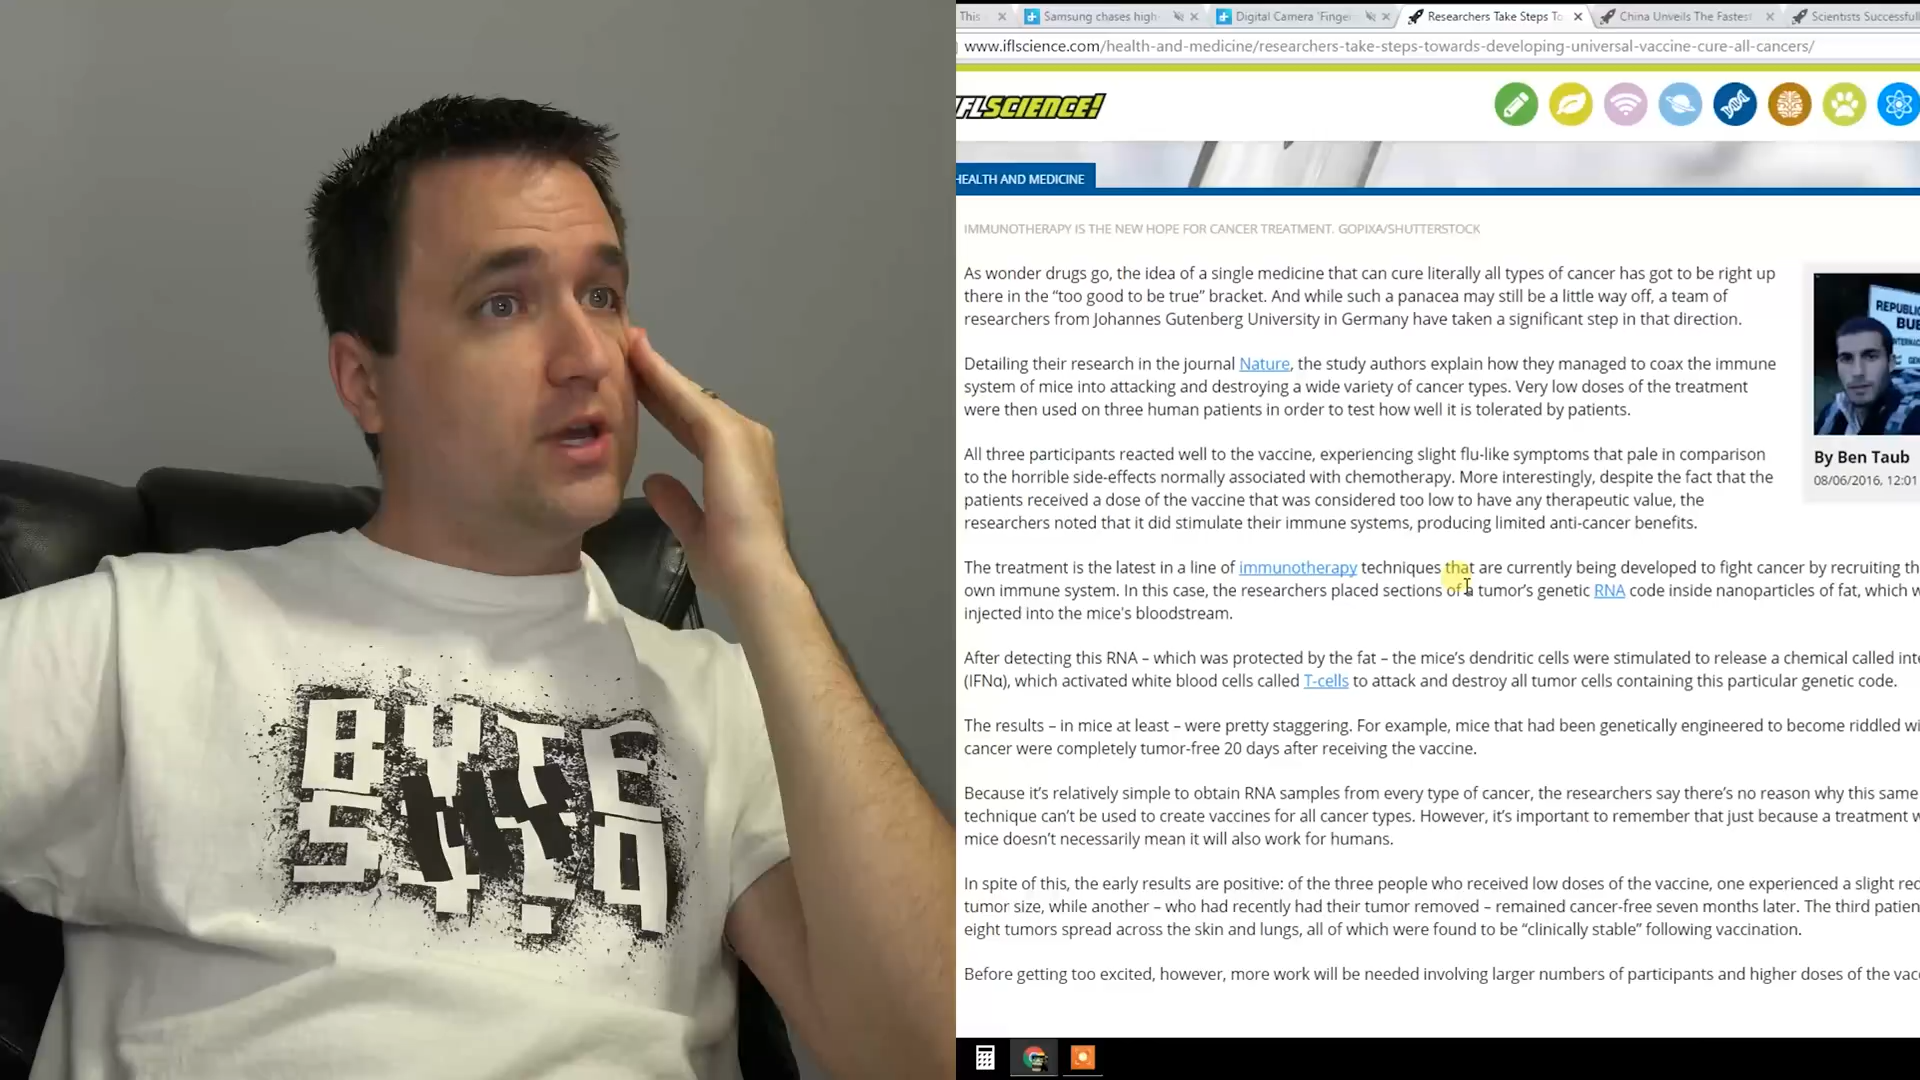 This
Samsung chases high-
Digital Camera 'Finger
Researchers Take Steps To
China Unveils The Fastest
Scientists Successfull
www.iflscience.com/health-and-medicine/researchers-take-steps-towards-developing-universal-vaccine-cure-all-cancers/
IFLSCIENCE!
HEALTH AND MEDICINE
IMMUNOTHERAPY IS THE NEW HOPE FOR CANCER TREATMENT. GOPIXA/SHUTTERSTOCK
As wonder drugs go, the idea of a single medicine that can cure literally all types of cancer has got to be right up
there in the “too good to be true” bracket. And while such a panacea may still be a little way off, a team of
researchers from Johannes Gutenberg University in Germany have taken a significant step in that direction.
Detailing their research in the journal Nature, the study authors explain how they managed to coax the immune
system of mice into attacking and destroying a wide variety of cancer types. Very low doses of the treatment
were then used on three human patients in order to test how well it is tolerated by patients.
All three participants reacted well to the vaccine, experiencing slight flu-like symptoms that pale in comparison
to the horrible side-effects normally associated with chemotherapy. More interestingly, despite the fact that the
patients received a dose of the vaccine that was considered too low to have any therapeutic value, the
researchers noted that it did stimulate their immune systems, producing limited anti-cancer benefits.
REPUBLIC
BU
By Ben Taub
08/06/2016, 12:01
The treatment is the latest in a line of immunotherapy techniques that are currently being developed to fight cancer by recruiting th
own immune system. In this case, the researchers placed sections of a tumor’s genetic RNA code inside nanoparticles of fat, which w
injected into the mice's bloodstream.
After detecting this RNA – which was protected by the fat – the mice’s dendritic cells were stimulated to release a chemical called inte
(IFNα), which activated white blood cells called T-cells to attack and destroy all tumor cells containing this particular genetic code.
The results – in mice at least – were pretty staggering. For example, mice that had been genetically engineered to become riddled wi
cancer were completely tumor-free 20 days after receiving the vaccine.
Because it’s relatively simple to obtain RNA samples from every type of cancer, the researchers say there’s no reason why this same
technique can’t be used to create vaccines for all cancer types. However, it’s important to remember that just because a treatment w
mice doesn’t necessarily mean it will also work for humans.
In spite of this, the early results are positive: of the three people who received low doses of the vaccine, one experienced a slight red
tumor size, while another – who had recently had their tumor removed – remained cancer-free seven months later. The third patien
eight tumors spread across the skin and lungs, all of which were found to be “clinically stable” following vaccination.
Before getting too excited, however, more work will be needed involving larger numbers of participants and higher doses of the vacc
BYTE